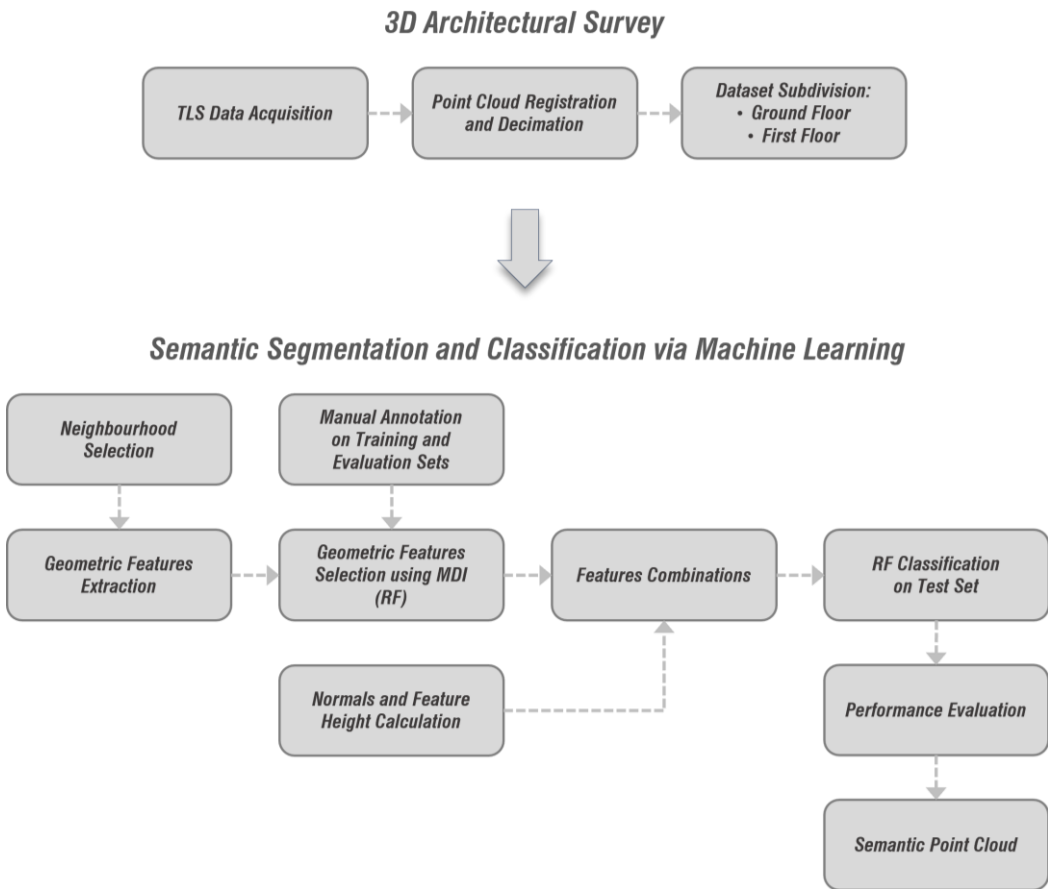 3D Architectural Survey
TLS Data Acquisition
Point Cloud Registration
and Decimation
Dataset Subdivision:
• Ground Floor
• First Floor
Semantic Segmentation and Classification via Machine Learning
Neighbourhood
Selection
Manual Annotation
on Training and
Evaluation Sets
Geometric Features
Extraction
Geometric Features
Selection using MDI
(RF)
Features Combinations
RF Classification
on Test Set
Normals and Feature
Height Calculation
Performance Evaluation
Semantic Point Cloud